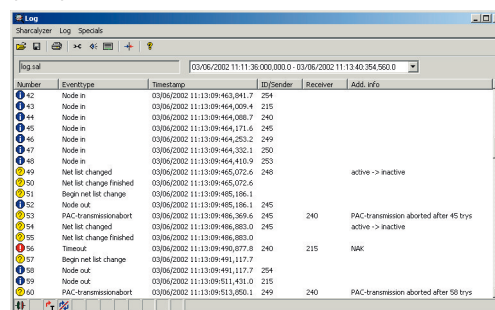 Log
Sharcalyzer Log Specials
log.sal 03/06/2002 11:11:36:000,000.0 - 03/06/2002 11:13:40:354,560.0
Number Eventtype Timestamp ID/Sender Receiver Add. info
42 Node in 03/06/2002 11:13:09:463,841.7 254
43 Node in 03/06/2002 11:13:09:464,009.4 215
44 Node in 03/06/2002 11:13:09:464,088.7 240
45 Node in 03/06/2002 11:13:09:464,171.6 245
46 Node in 03/06/2002 11:13:09:464,253.2 249
47 Node in 03/06/2002 11:13:09:464,332.1 250
48 Node in 03/06/2002 11:13:09:464,410.9 253
49 Net list changed 03/06/2002 11:13:09:465,072.6 248 active -> inactive
50 Net list change finished 03/06/2002 11:13:09:465,072.6
51 Begin net list change 03/06/2002 11:13:09:485,186.1
52 Node out 03/06/2002 11:13:09:485,186.1 245
53 PAC-transmissionabort 03/06/2002 11:13:09:486,369.6 245 240 PAC-transmission aborted after 45 trys
54 Net list changed 03/06/2002 11:13:09:486,883.0 245 active -> inactive
55 Net list change finished 03/06/2002 11:13:09:486,883.0
56 Timeout 03/06/2002 11:13:09:490,877.8 240 215 NAK
57 Begin net list change 03/06/2002 11:13:09:491,117.7
58 Node out 03/06/2002 11:13:09:491,117.7 254
59 Node out 03/06/2002 11:13:09:511,431.0 215
60 PAC-transmissionabort 03/06/2002 11:13:09:513,850.1 249 240 PAC-transmission aborted after 58 trys